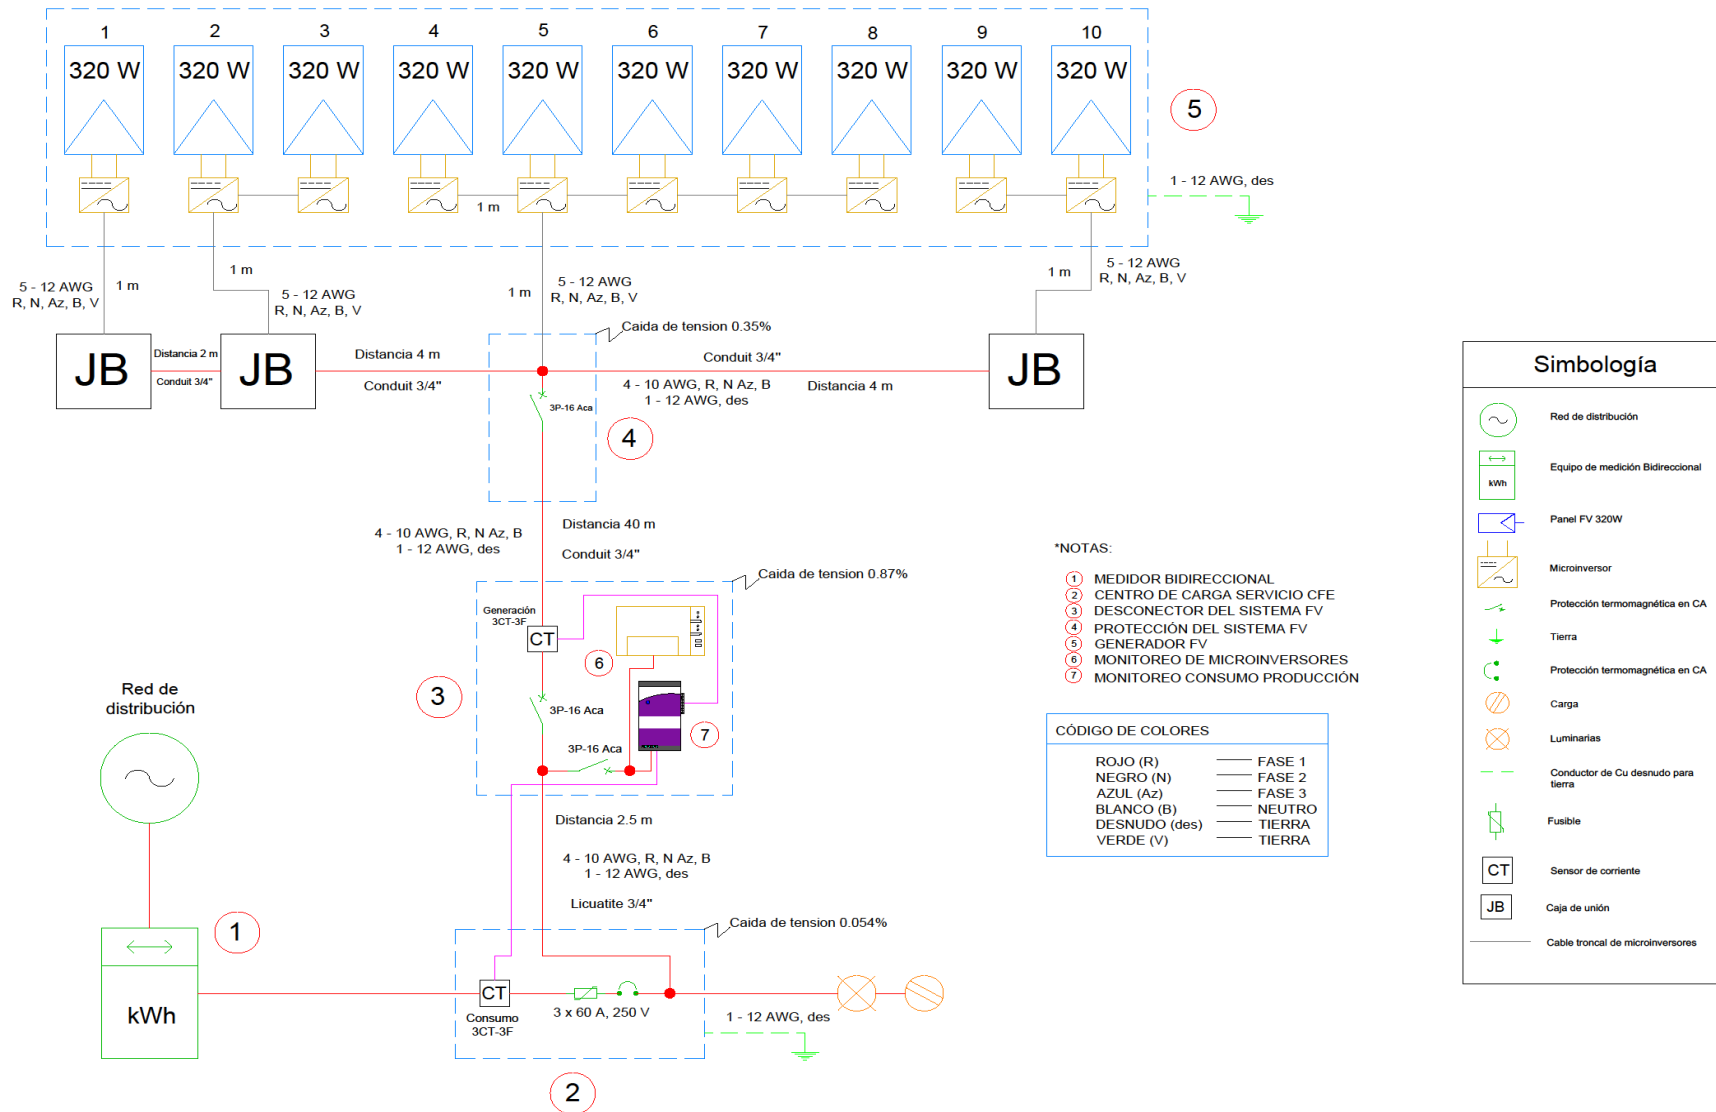 1 2 3 4 5 6 7 8 9 10
320 W 320 W 320 W 320 W 320 W 320 W 320 W 320 W 320 W 320 W
5
1 - 12 AWG, des
1 m
5 - 12 AWG
R, N, Az, B, V
1 m
1 m
5 - 12 AWG
R, N, Az, B, V
1 m
5 - 12 AWG
R, N, Az, B, V
1 m
5 - 12 AWG
R, N, Az, B, V
Caida de tension 0.35%
JB
Distancia 2 m
Conduit 3/4"
JB
Distancia 4 m
Conduit 3/4"
Conduit 3/4"
4 - 10 AWG, R, N Az, B
1 - 12 AWG, des
Distancia 4 m
JB
3P-16 Aca
4
4 - 10 AWG, R, N Az, B
1 - 12 AWG, des
Distancia 40 m
Conduit 3/4"
Caida de tension 0.87%
Generación
3CT-3F
CT
6
3
3P-16 Aca
7
3P-16 Aca
Red de
distribución
Distancia 2.5 m
4 - 10 AWG, R, N Az, B
1 - 12 AWG, des
Licuatite 3/4"
Caida de tension 0.054%
1
kWh
CT
Consumo
3CT-3F
3 x 60 A, 250 V
1 - 12 AWG, des
2
*NOTAS:
1 MEDIDOR BIDIRECCIONAL
2 CENTRO DE CARGA SERVICIO CFE
3 DESCONECTOR DEL SISTEMA FV
4 PROTECCIÓN DEL SISTEMA FV
5 GENERADOR FV
6 MONITOREO DE MICROINVERSORES
7 MONITOREO CONSUMO PRODUCCIÓN
CÓDIGO DE COLORES
ROJO (R) FASE 1
NEGRO (N) FASE 2
AZUL (Az) FASE 3
BLANCO (B) NEUTRO
DESNUDO (des) TIERRA
VERDE (V) TIERRA
Simbología
Red de distribución
kWh
Equipo de medición Bidireccional
Panel FV 320W
Microinversor
Protección termomagnética en CA
Tierra
Protección termomagnética en CA
Carga
Luminarias
Conductor de Cu desnudo para
tierra
Fusible
CT Sensor de corriente
JB Caja de unión
Cable troncal de microinversores